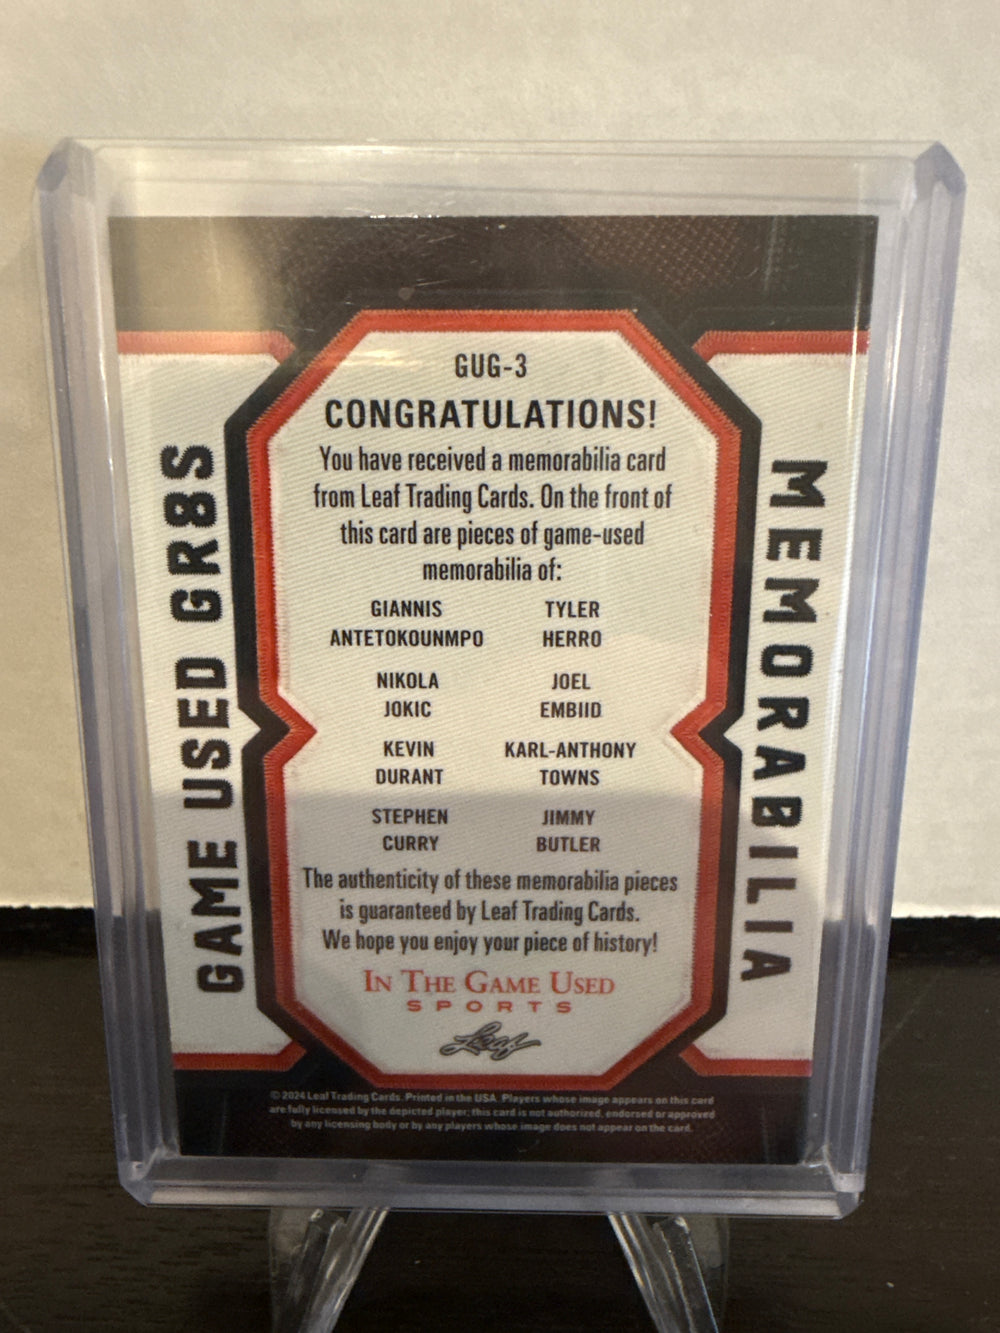 GUG-3
CONGRATULATIONS!
You have received a memorabilia card
from Leaf Trading Cards. On the front of
this card are pieces of game-used
memorabilia of:
GIANNIS
ANTETOKOUNMPO
TYLER
HERRO
NIKOLA
JOKIC
JOEL
EMBIID
KEVIN
DURANT
KARL-ANTHONY
TOWNS
STEPHEN
CURRY
JIMMY
BUTLER
The authenticity of these memorabilia pieces
is guaranteed by Leaf Trading Cards.
We hope you enjoy your piece of history!
IN THE GAME USED
SPORTS
Leaf
GAME USED GR8S
MEMORABILIA
© 2024 Leaf Trading Cards. Printed in the USA. Players whose image appears on this card
are fully licensed by the depicted player; this card is not authorized, endorsed or approved
by any licensing body or by any players whose image does not appear on the card.